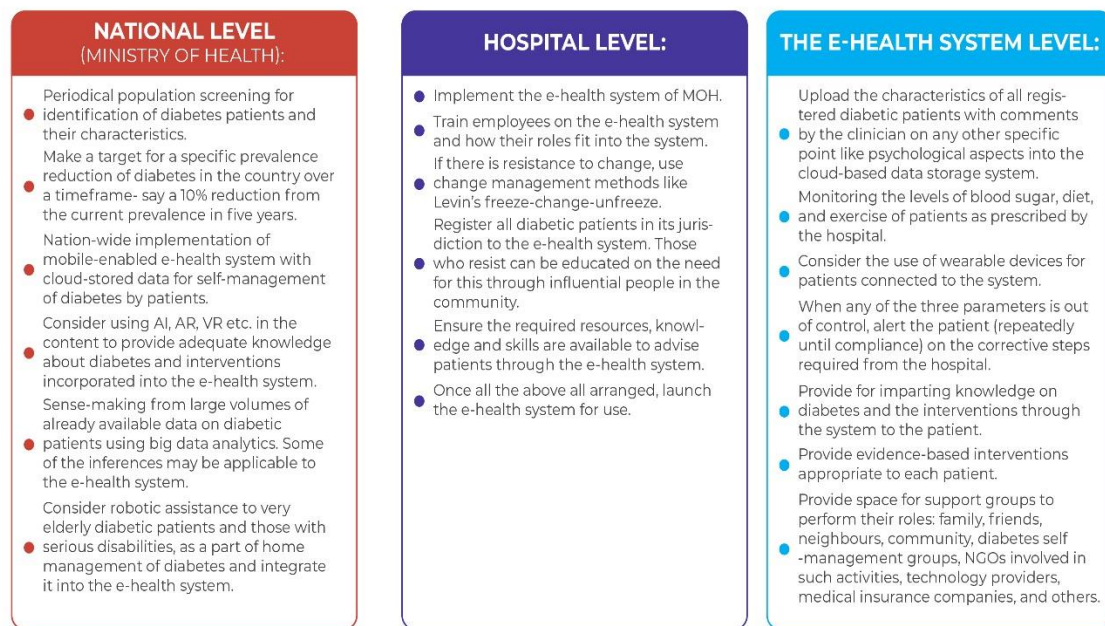 NATIONAL LEVEL
(MINISTRY OF HEALTH):
Periodical population screening for
identification of diabetes patients and
their characteristics.
Make a target for a specific prevalence
reduction of diabetes in the country over
a timeframe- say a 10% reduction from
the current prevalence in five years.
Nation-wide implementation of
mobile-enabled e-health system with
cloud-stored data for self-management
of diabetes by patients.
Consider using AI, AR, VR etc. in the
content to provide adequate knowledge
about diabetes and interventions
incorporated into the e-health system.
Sense-making from large volumes of
already available data on diabetic
patients using big data analytics. Some
of the inferences may be applicable to
the e-health system.
Consider robotic assistance to very
elderly diabetic patients and those with
serious disabilities, as a part of home
management of diabetes and integrate
it into the e-health system.
HOSPITAL LEVEL:
Implement the e-health system of MOH.
Train employees on the e-health system
and how their roles fit into the system.
If there is resistance to change, use
change management methods like
Levin's freeze-change-unfreeze.
Register all diabetic patients in its juris-
diction to the e-health system. Those
who resist can be educated on the need
for this through influential people in the
community.
Ensure the required resources, knowl-
edge and skills are available to advise
patients through the e-health system.
Once all the above all arranged, launch
the e-health system for use.
THE E-HEALTH SYSTEM LEVEL:
Upload the characteristics of all regis-
tered diabetic patients with comments
by the clinician on any other specific
point like psychological aspects into the
cloud-based data storage system.
Monitoring the levels of blood sugar, diet,
and exercise of patients as prescribed by
the hospital.
Consider the use of wearable devices for
patients connected to the system.
When any of the three parameters is out
of control, alert the patient (repeatedly
until compliance) on the corrective steps
required from the hospital.
Provide for imparting knowledge on
diabetes and the interventions through
the system to the patient.
Provide evidence-based interventions
appropriate to each patient.
Provide space for support groups to
perform their roles: family, friends,
neighbours, community, diabetes self
-management groups, NGOs involved in
such activities, technology providers,
medical insurance companies, and others.